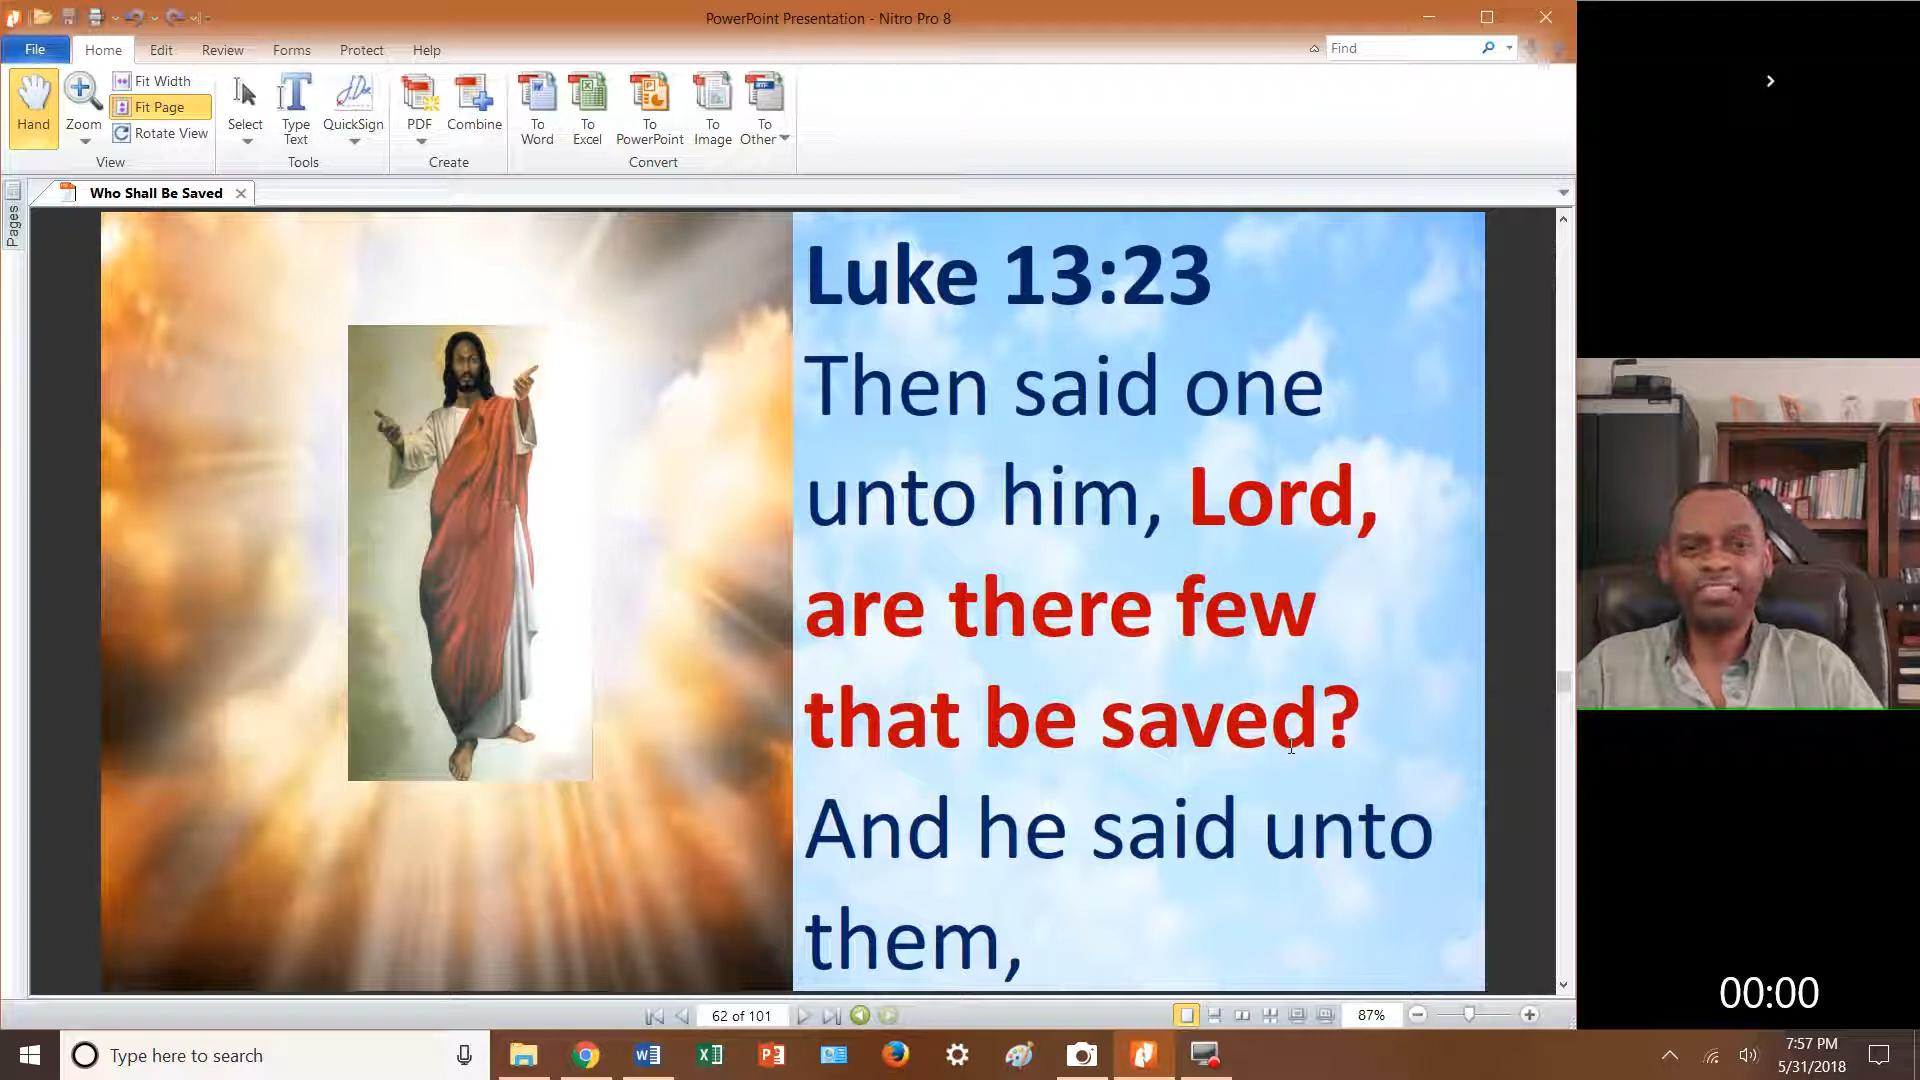 PowerPoint Presentation - Nitro Pro 8
File Home Edit Review Forms Protect Help
Find
Hand
Zoom
Fit Width
Fit Page
Rotate View
View
Select
Type Text
QuickSign
Tools
PDF
Combine
Create
To Word
To Excel
To PowerPoint
To Image
To Other
Convert
Who Shall Be Saved
Pages
Luke 13:23
Then said one
unto him, Lord,
are there few
that be saved?
And he said unto
them,
00:00
62 of 101
87%
Type here to search
7:57 PM
5/31/2018